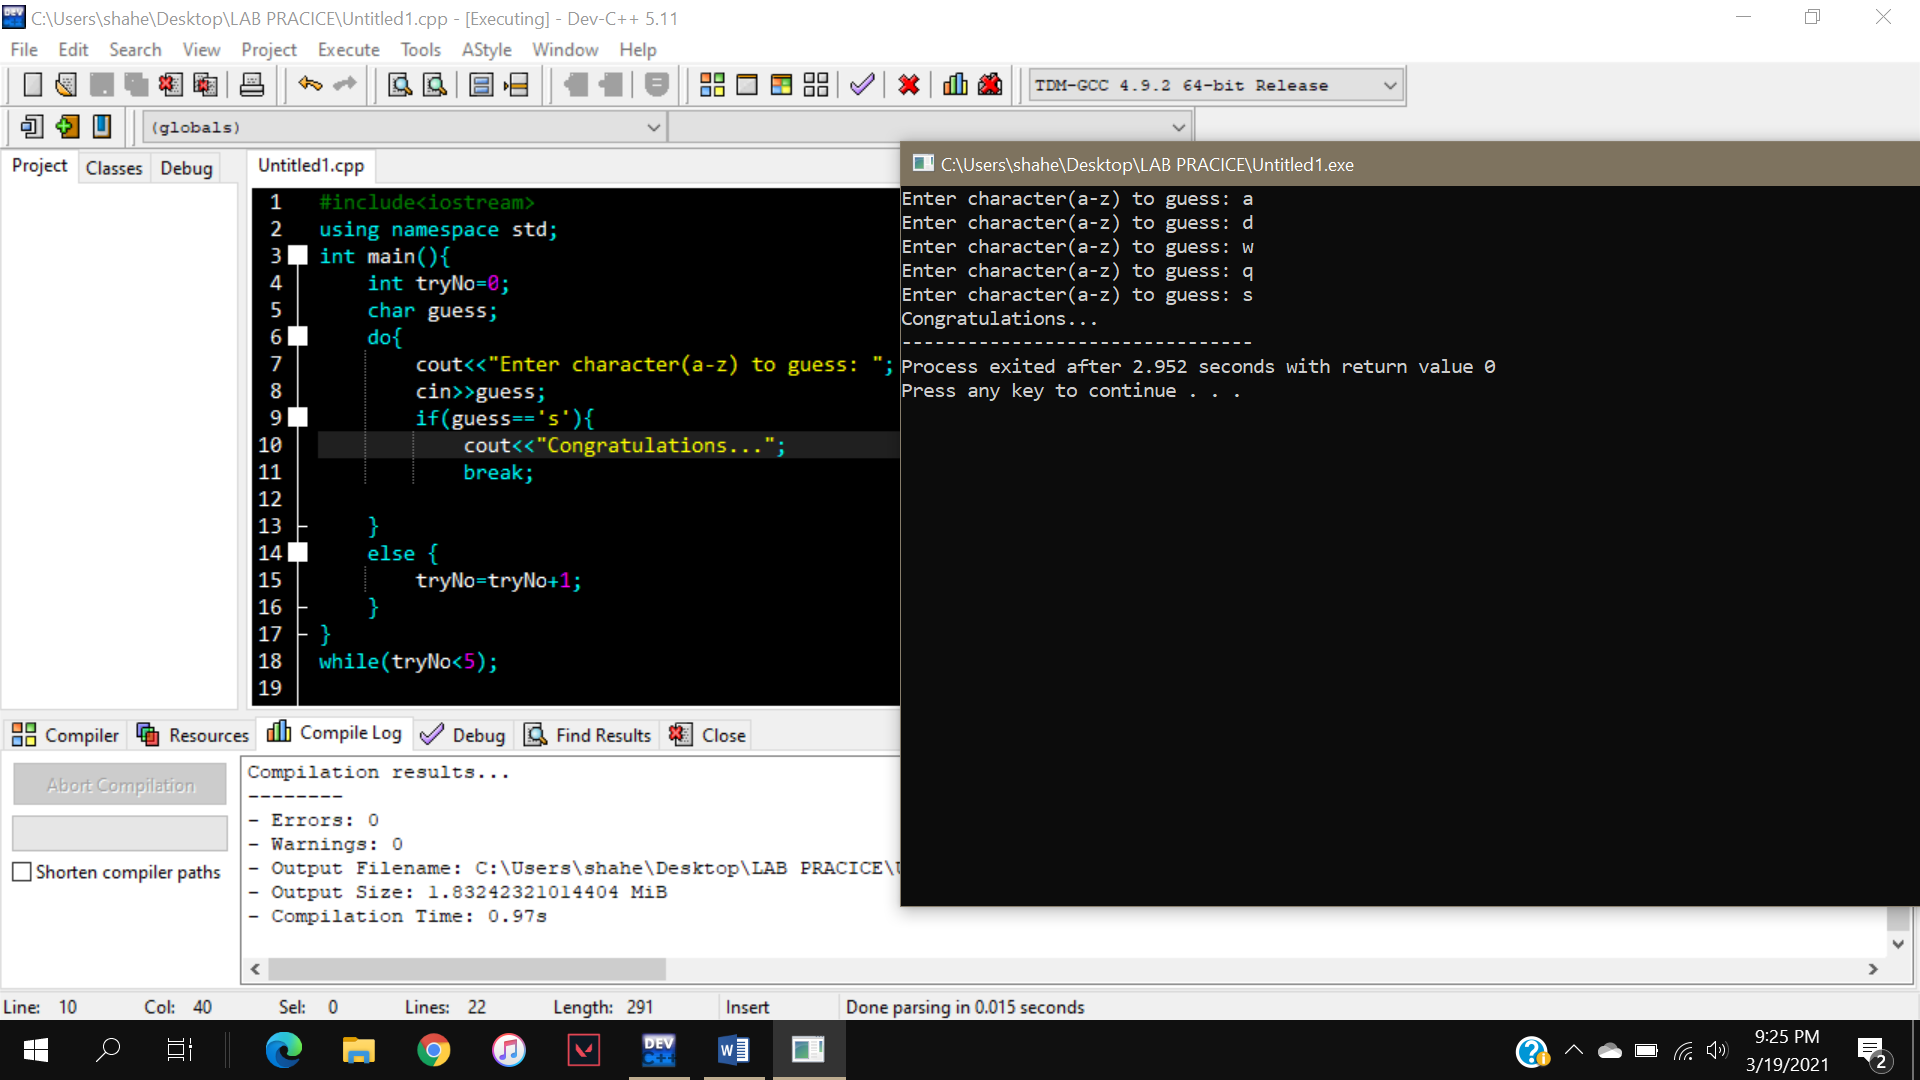 C:\Users\shahe\Desktop\LAB PRACICE\Untitled1.cpp - [Executing] - Dev-C++ 5.11
File Edit Search View Project Execute Tools AStyle Window Help
TDM-GCC 4.9.2 64-bit Release
(globals)
Project Classes Debug
Untitled1.cpp
1 #include<iostream>
2 using namespace std;
3 int main(){
4 int tryNo=0;
5 char guess;
6 do{
7 cout<<"Enter character(a-z) to guess: ";
8 cin>>guess;
9 if(guess=='s'){
10 cout<<"Congratulations...";
11 break;
12
13 }
14 else {
15 tryNo=tryNo+1;
16 }
17 }
18 while(tryNo<5);
19
C:\Users\shahe\Desktop\LAB PRACICE\Untitled1.exe
Enter character(a-z) to guess: a
Enter character(a-z) to guess: d
Enter character(a-z) to guess: w
Enter character(a-z) to guess: q
Enter character(a-z) to guess: s
Congratulations...
--------------------------------
Process exited after 2.952 seconds with return value 0
Press any key to continue . . .
Compiler Resources Compile Log Debug Find Results Close
Abort Compilation
Shorten compiler paths
Compilation results...
--------
- Errors: 0
- Warnings: 0
- Output Filename: C:\Users\shahe\Desktop\LAB PRACICE\
- Output Size: 1.83242321014404 MiB
- Compilation Time: 0.97s
Line: 10 Col: 40 Sel: 0 Lines: 22 Length: 291 Insert Done parsing in 0.015 seconds
DEV C++
9:25 PM
3/19/2021
2